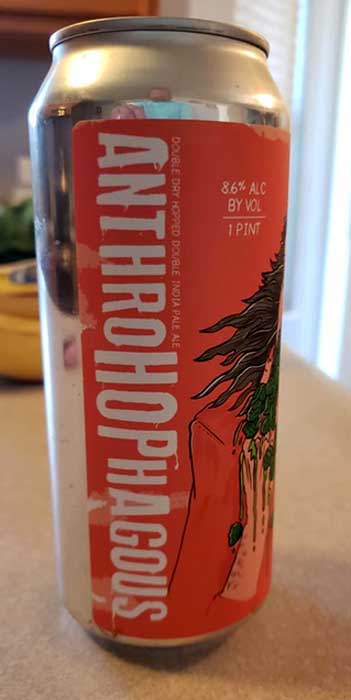 ANTHROHOPHAGOUS
DOUBLE DRY HOPPED DOUBLE INDIA PALE ALE
8.6% ALC
BY VOL
1 PINT